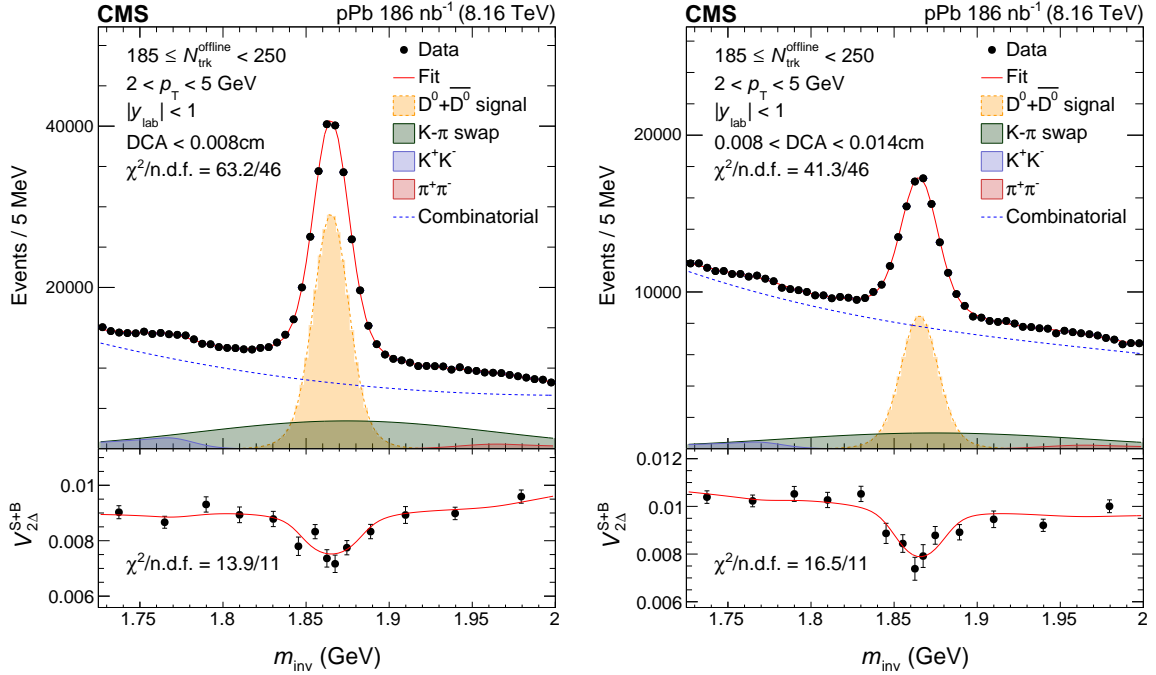 CMS
pPb 186 nb⁻¹ (8.16 TeV)
185 ≤ N_trk^offline < 250
2 < p_T < 5 GeV
|y_lab| < 1
DCA < 0.008cm
χ²/n.d.f. = 63.2/46
Data
Fit
D⁰+D̅⁰ signal
K-π swap
K⁺K⁻
π⁺π⁻
Combinatorial
Events / 5 MeV
40000
20000
V_2Δ^S+B
0.01
0.008
0.006
χ²/n.d.f. = 13.9/11
1.75 1.8 1.85 1.9 1.95 2
m_inv (GeV)
CMS
pPb 186 nb⁻¹ (8.16 TeV)
185 ≤ N_trk^offline < 250
2 < p_T < 5 GeV
|y_lab| < 1
0.008 < DCA < 0.014cm
χ²/n.d.f. = 41.3/46
Data
Fit
D⁰+D̅⁰ signal
K-π swap
K⁺K⁻
π⁺π⁻
Combinatorial
Events / 5 MeV
20000
10000
V_2Δ^S+B
0.012
0.01
0.008
0.006
χ²/n.d.f. = 16.5/11
1.75 1.8 1.85 1.9 1.95 2
m_inv (GeV)